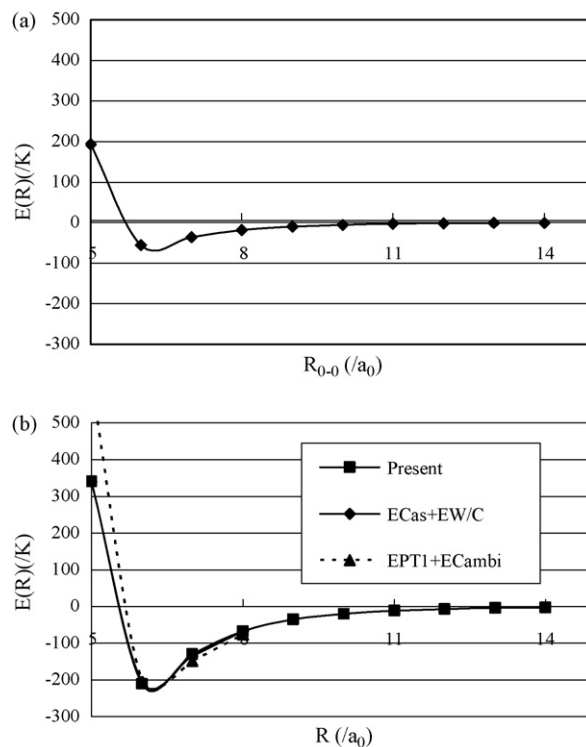 (a)
500
400
300
200
100
0
-100
-200
-300
E(R)(/K)
5 8 11 14
R0-0 (/a0)
(b)
500
400
300
200
100
0
-100
-200
-300
E(R)(/K)
Present
ECas+EW/C
EPT1+ECambi
5 8 11 14
R (/a0)